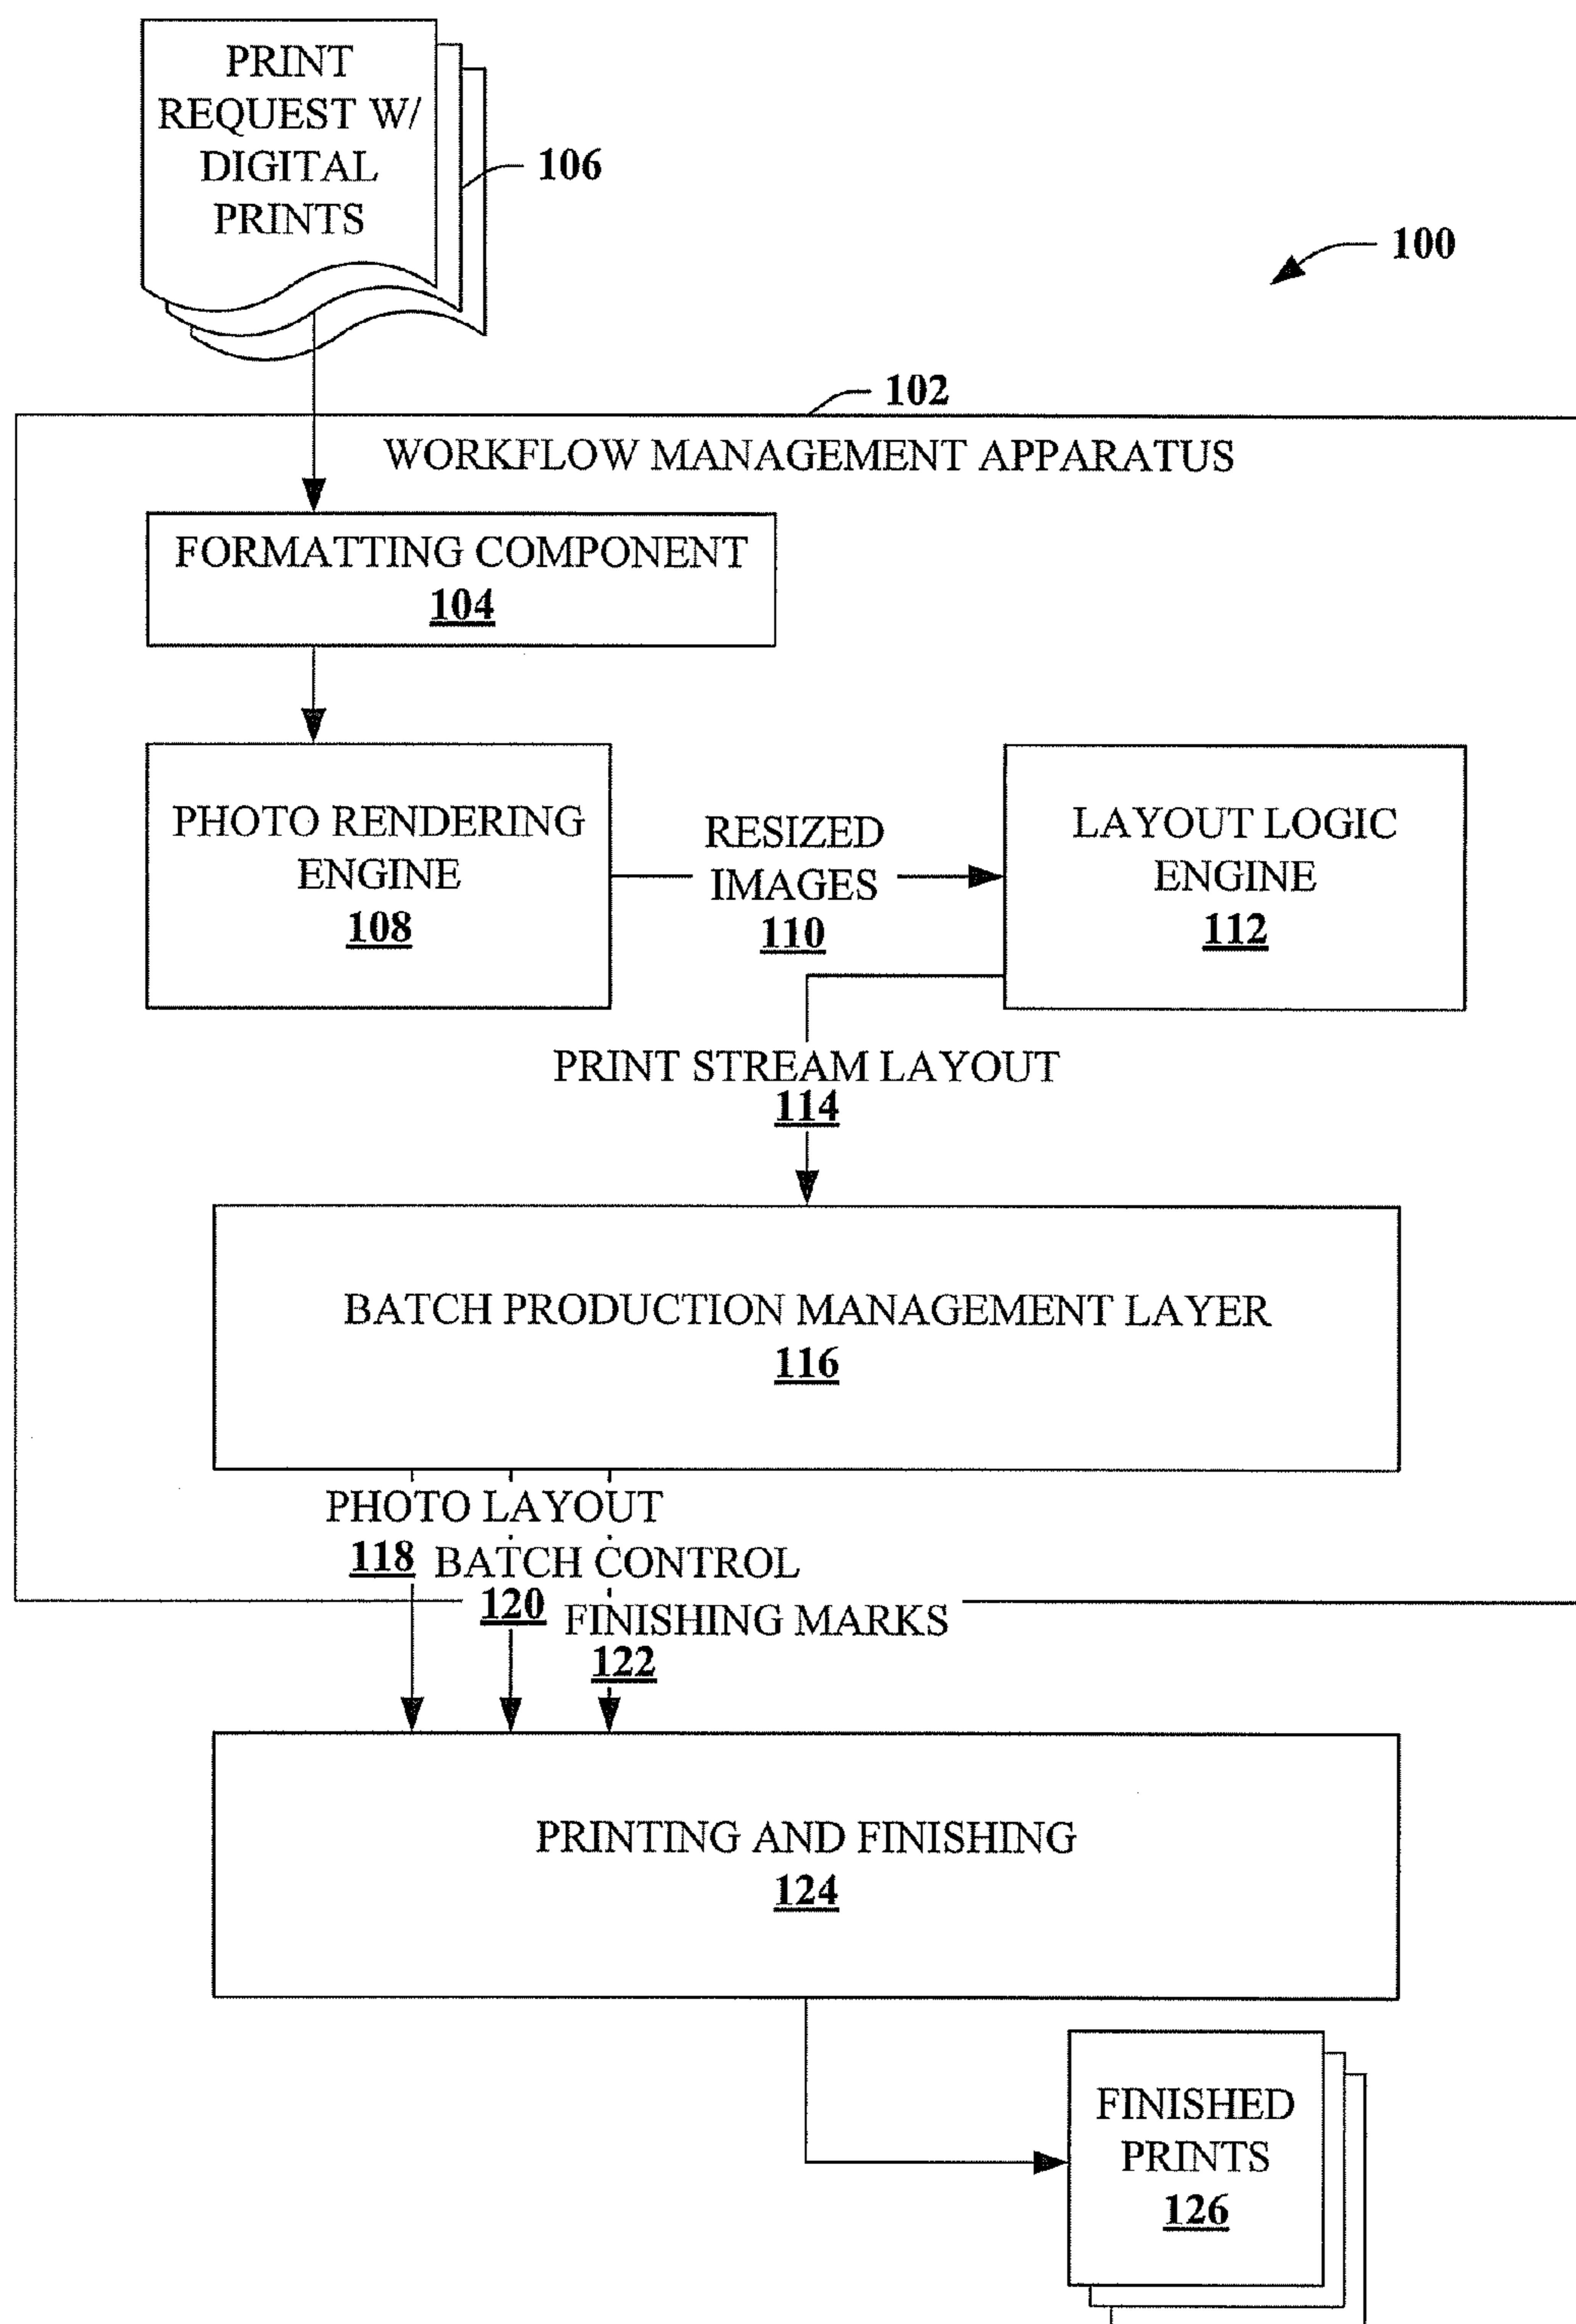 PRINT
REQUEST W/
DIGITAL
PRINTS
106
100
102
WORKFLOW MANAGEMENT APPARATUS
FORMATTING COMPONENT
104
PHOTO RENDERING
ENGINE
108
RESIZED
IMAGES
110
LAYOUT LOGIC
ENGINE
112
PRINT STREAM LAYOUT
114
BATCH PRODUCTION MANAGEMENT LAYER
116
PHOTO LAYOUT
118
BATCH CONTROL
120
FINISHING MARKS
122
PRINTING AND FINISHING
124
FINISHED
PRINTS
126